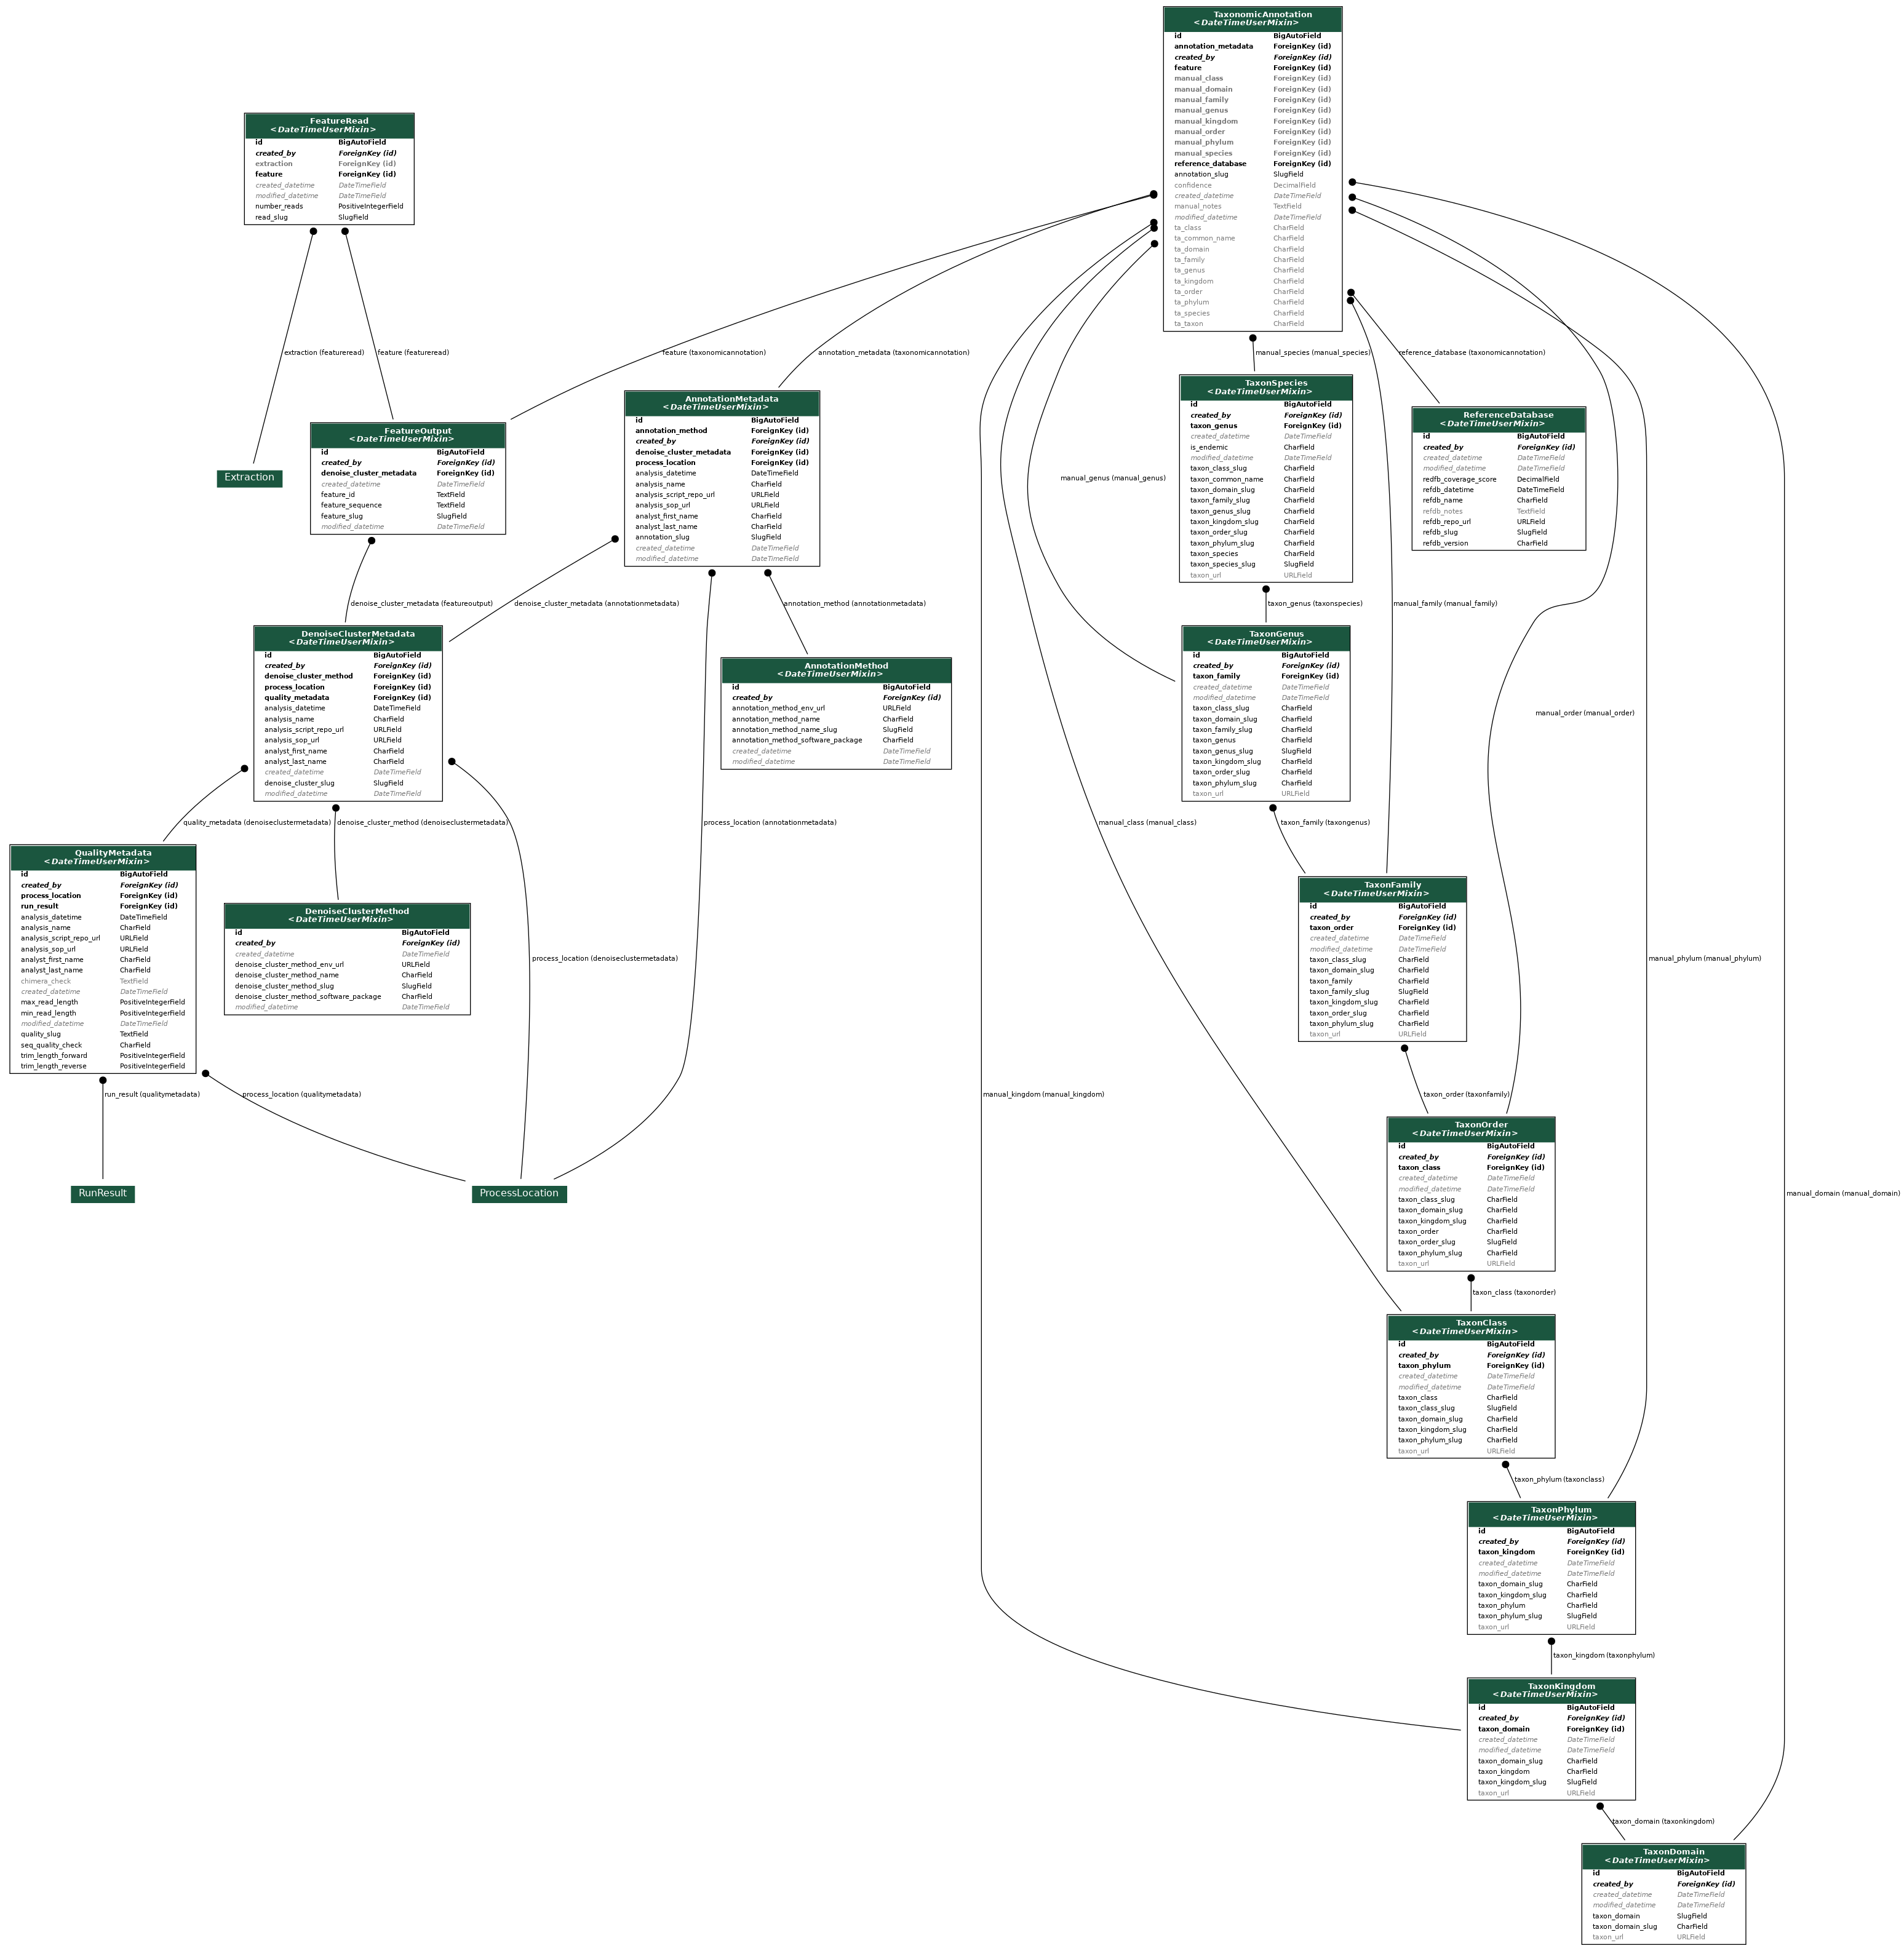 TaxonomicAnnotation
<DateTimeUserMixin>
id BigAutoField
annotation_metadata ForeignKey (id)
created_by ForeignKey (id)
feature ForeignKey (id)
manual_class ForeignKey (id)
manual_domain ForeignKey (id)
manual_family ForeignKey (id)
manual_genus ForeignKey (id)
manual_kingdom ForeignKey (id)
manual_order ForeignKey (id)
manual_phylum ForeignKey (id)
manual_species ForeignKey (id)
reference_database ForeignKey (id)
annotation_slug SlugField
confidence DecimalField
created_datetime DateTimeField
manual_notes TextField
modified_datetime DateTimeField
ta_class CharField
ta_common_name CharField
ta_domain CharField
ta_family CharField
ta_genus CharField
ta_kingdom CharField
ta_order CharField
ta_phylum CharField
ta_species CharField
ta_taxon CharField
FeatureRead
<DateTimeUserMixin>
id BigAutoField
created_by ForeignKey (id)
extraction ForeignKey (id)
feature ForeignKey (id)
created_datetime DateTimeField
modified_datetime DateTimeField
number_reads PositiveIntegerField
read_slug SlugField
extraction (featureread)
feature (featureread)
feature (taxonomicannotation)
annotation_metadata (taxonomicannotation)
manual_species (manual_species)
reference_database (taxonomicannotation)
Extraction
FeatureOutput
<DateTimeUserMixin>
id BigAutoField
created_by ForeignKey (id)
denoise_cluster_metadata ForeignKey (id)
created_datetime DateTimeField
feature_id TextField
feature_sequence TextField
feature_slug SlugField
modified_datetime DateTimeField
AnnotationMetadata
<DateTimeUserMixin>
id BigAutoField
annotation_method ForeignKey (id)
created_by ForeignKey (id)
denoise_cluster_metadata ForeignKey (id)
process_location ForeignKey (id)
analysis_datetime DateTimeField
analysis_name CharField
analysis_script_repo_url URLField
analysis_sop_url URLField
analyst_first_name CharField
analyst_last_name CharField
annotation_slug SlugField
created_datetime DateTimeField
modified_datetime DateTimeField
manual_genus (manual_genus)
TaxonSpecies
<DateTimeUserMixin>
id BigAutoField
created_by ForeignKey (id)
taxon_genus ForeignKey (id)
created_datetime DateTimeField
is_endemic CharField
modified_datetime DateTimeField
taxon_class_slug CharField
taxon_common_name CharField
taxon_domain_slug CharField
taxon_family_slug CharField
taxon_genus_slug CharField
taxon_kingdom_slug CharField
taxon_order_slug CharField
taxon_phylum_slug CharField
taxon_species CharField
taxon_species_slug SlugField
taxon_url URLField
ReferenceDatabase
<DateTimeUserMixin>
id BigAutoField
created_by ForeignKey (id)
created_datetime DateTimeField
modified_datetime DateTimeField
redfb_coverage_score DecimalField
refdb_datetime DateTimeField
refdb_name CharField
refdb_notes TextField
refdb_repo_url URLField
refdb_slug SlugField
refdb_version CharField
denoise_cluster_metadata (featureoutput)
denoise_cluster_metadata (annotationmetadata)
annotation_method (annotationmetadata)
taxon_genus (taxonspecies)
manual_family (manual_family)
DenoiseClusterMetadata
<DateTimeUserMixin>
id BigAutoField
created_by ForeignKey (id)
denoise_cluster_method ForeignKey (id)
process_location ForeignKey (id)
quality_metadata ForeignKey (id)
analysis_datetime DateTimeField
analysis_name CharField
analysis_script_repo_url URLField
analysis_sop_url URLField
analyst_first_name CharField
analyst_last_name CharField
created_datetime DateTimeField
denoise_cluster_slug SlugField
modified_datetime DateTimeField
AnnotationMethod
<DateTimeUserMixin>
id BigAutoField
created_by ForeignKey (id)
annotation_method_env_url URLField
annotation_method_name CharField
annotation_method_name_slug SlugField
annotation_method_software_package CharField
created_datetime DateTimeField
modified_datetime DateTimeField
TaxonGenus
<DateTimeUserMixin>
id BigAutoField
created_by ForeignKey (id)
taxon_family ForeignKey (id)
created_datetime DateTimeField
modified_datetime DateTimeField
taxon_class_slug CharField
taxon_domain_slug CharField
taxon_family_slug CharField
taxon_genus CharField
taxon_genus_slug SlugField
taxon_kingdom_slug CharField
taxon_order_slug CharField
taxon_phylum_slug CharField
taxon_url URLField
manual_order (manual_order)
quality_metadata (denoiseclustermetadata)
denoise_cluster_method (denoiseclustermetadata)
process_location (annotationmetadata)
manual_class (manual_class)
taxon_family (taxongenus)
QualityMetadata
<DateTimeUserMixin>
id BigAutoField
created_by ForeignKey (id)
process_location ForeignKey (id)
run_result ForeignKey (id)
analysis_datetime DateTimeField
analysis_name CharField
analysis_script_repo_url URLField
analysis_sop_url URLField
analyst_first_name CharField
analyst_last_name CharField
chimera_check TextField
created_datetime DateTimeField
max_read_length PositiveIntegerField
min_read_length PositiveIntegerField
modified_datetime DateTimeField
quality_slug TextField
seq_quality_check CharField
trim_length_forward PositiveIntegerField
trim_length_reverse PositiveIntegerField
DenoiseClusterMethod
<DateTimeUserMixin>
id BigAutoField
created_by ForeignKey (id)
created_datetime DateTimeField
denoise_cluster_method_env_url URLField
denoise_cluster_method_name CharField
denoise_cluster_method_slug SlugField
denoise_cluster_method_software_package CharField
modified_datetime DateTimeField
process_location (denoiseclustermetadata)
TaxonFamily
<DateTimeUserMixin>
id BigAutoField
created_by ForeignKey (id)
taxon_order ForeignKey (id)
created_datetime DateTimeField
modified_datetime DateTimeField
taxon_class_slug CharField
taxon_domain_slug CharField
taxon_family CharField
taxon_family_slug SlugField
taxon_kingdom_slug CharField
taxon_order_slug CharField
taxon_phylum_slug CharField
taxon_url URLField
manual_phylum (manual_phylum)
run_result (qualitymetadata)
process_location (qualitymetadata)
manual_kingdom (manual_kingdom)
taxon_order (taxonfamily)
RunResult
ProcessLocation
TaxonOrder
<DateTimeUserMixin>
id BigAutoField
created_by ForeignKey (id)
taxon_class ForeignKey (id)
created_datetime DateTimeField
modified_datetime DateTimeField
taxon_class_slug CharField
taxon_domain_slug CharField
taxon_kingdom_slug CharField
taxon_order CharField
taxon_order_slug SlugField
taxon_phylum_slug CharField
taxon_url URLField
manual_domain (manual_domain)
taxon_class (taxonorder)
TaxonClass
<DateTimeUserMixin>
id BigAutoField
created_by ForeignKey (id)
taxon_phylum ForeignKey (id)
created_datetime DateTimeField
modified_datetime DateTimeField
taxon_class CharField
taxon_class_slug SlugField
taxon_domain_slug CharField
taxon_kingdom_slug CharField
taxon_phylum_slug CharField
taxon_url URLField
taxon_phylum (taxonclass)
TaxonPhylum
<DateTimeUserMixin>
id BigAutoField
created_by ForeignKey (id)
taxon_kingdom ForeignKey (id)
created_datetime DateTimeField
modified_datetime DateTimeField
taxon_domain_slug CharField
taxon_kingdom_slug CharField
taxon_phylum CharField
taxon_phylum_slug SlugField
taxon_url URLField
taxon_kingdom (taxonphylum)
TaxonKingdom
<DateTimeUserMixin>
id BigAutoField
created_by ForeignKey (id)
taxon_domain ForeignKey (id)
created_datetime DateTimeField
modified_datetime DateTimeField
taxon_domain_slug CharField
taxon_kingdom CharField
taxon_kingdom_slug SlugField
taxon_url URLField
taxon_domain (taxonkingdom)
TaxonDomain
<DateTimeUserMixin>
id BigAutoField
created_by ForeignKey (id)
created_datetime DateTimeField
modified_datetime DateTimeField
taxon_domain SlugField
taxon_domain_slug CharField
taxon_url URLField